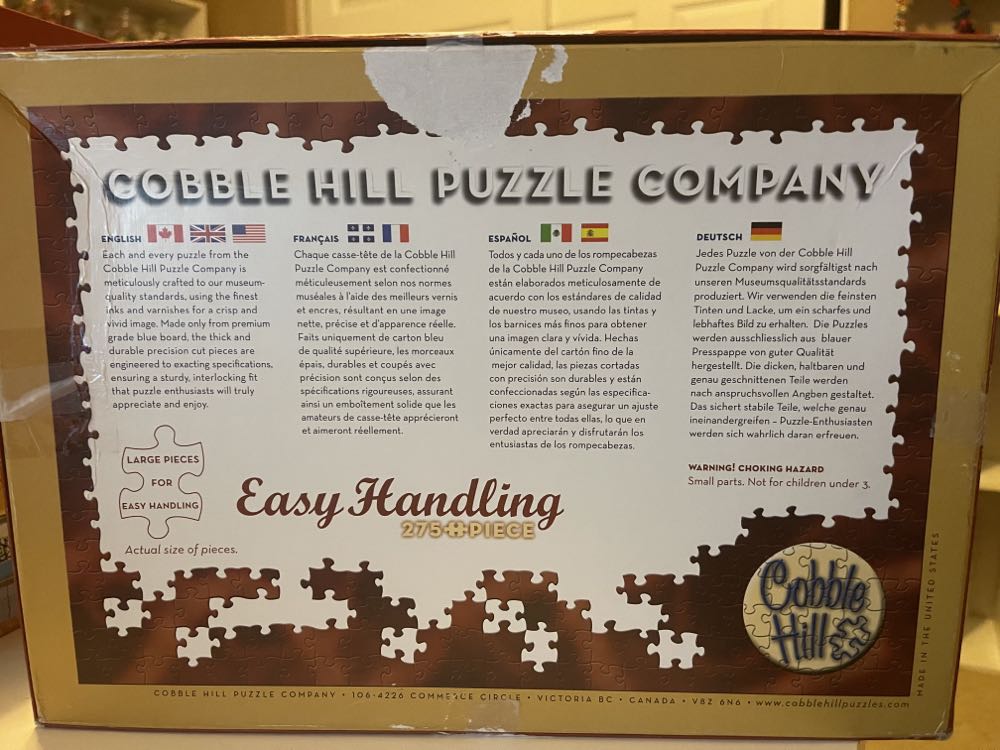 COBBLE HILL PUZZLE COMPANY
ENGLISH
Each and every puzzle from the
Cobble Hill Puzzle Company is
meticulously crafted to our museum-
quality standards, using the finest
inks and varnishes for a crisp and
vivid image. Made only from premium
grade blue board, the thick and
durable precision cut pieces are
engineered to exacting specifications,
ensuring a sturdy, interlocking fit
that puzzle enthusiasts will truly
appreciate and enjoy.
FRANÇAIS
Chaque casse-tête de la Cobble Hill
Puzzle Company est confectionné
méticuleusement selon nos normes
muséales à l'aide des meilleurs vernis
et encres, résultant en une image
nette, précise et d'apparence réelle.
Faits uniquement de carton bleu
de qualité supérieure, les morceaux
épais, durables et coupés avec
précision sont conçus selon des
spécifications rigoureuses, assurant
ainsi un emboîtement solide que les
amateurs de casse-tête apprécieront
et aimeront réellement.
ESPAÑOL
Todos y cada uno de los rompecabezas
de la Cobble Hill Puzzle Company
están elaborados meticulosamente de
acuerdo con los estándares de calidad
de nuestro museo, usando las tintas y
los barnices más finos para obtener
una imagen clara y vívida. Hechas
únicamente del cartón fino de la
mejor calidad, las piezas cortadas
con precisión son durables y están
confeccionadas según las especifica-
ciones exactas para asegurar un ajuste
perfecto entre todas ellas, lo que en
verdad apreciarán y disfrutarán los
entusiastas de los rompecabezas.
DEUTSCH
Jedes Puzzle von der Cobble Hill
Puzzle Company wird sorgfältigst nach
unseren Museumsqualitätsstandards
produziert. Wir verwenden die feinsten
Tinten und Lacke, um ein scharfes und
lebhaftes Bild zu erhalten. Die Puzzles
werden ausschliesslich aus blauer
Presspappe von guter Qualität
hergestellt. Die dicken, haltbaren und
genau geschnittenen Teile werden
nach anspruchsvollen Angben gestaltet.
Das sichert stabile Teile, welche genau
ineinandergreifen – Puzzle-Enthusiasten
werden sich wahrlich daran erfreuen.
WARNING! CHOKING HAZARD
Small parts. Not for children under 3.
LARGE PIECES
FOR
EASY HANDLING
Actual size of pieces.
Easy Handling
275 PIECE
Cobble
Hill
MADE IN THE UNITED STATES
COBBLE HILL PUZZLE COMPANY • 106-4226 COMMERCE CIRCLE • VICTORIA BC • CANADA • V8Z 6N6 • www.cobblehillpuzzles.com